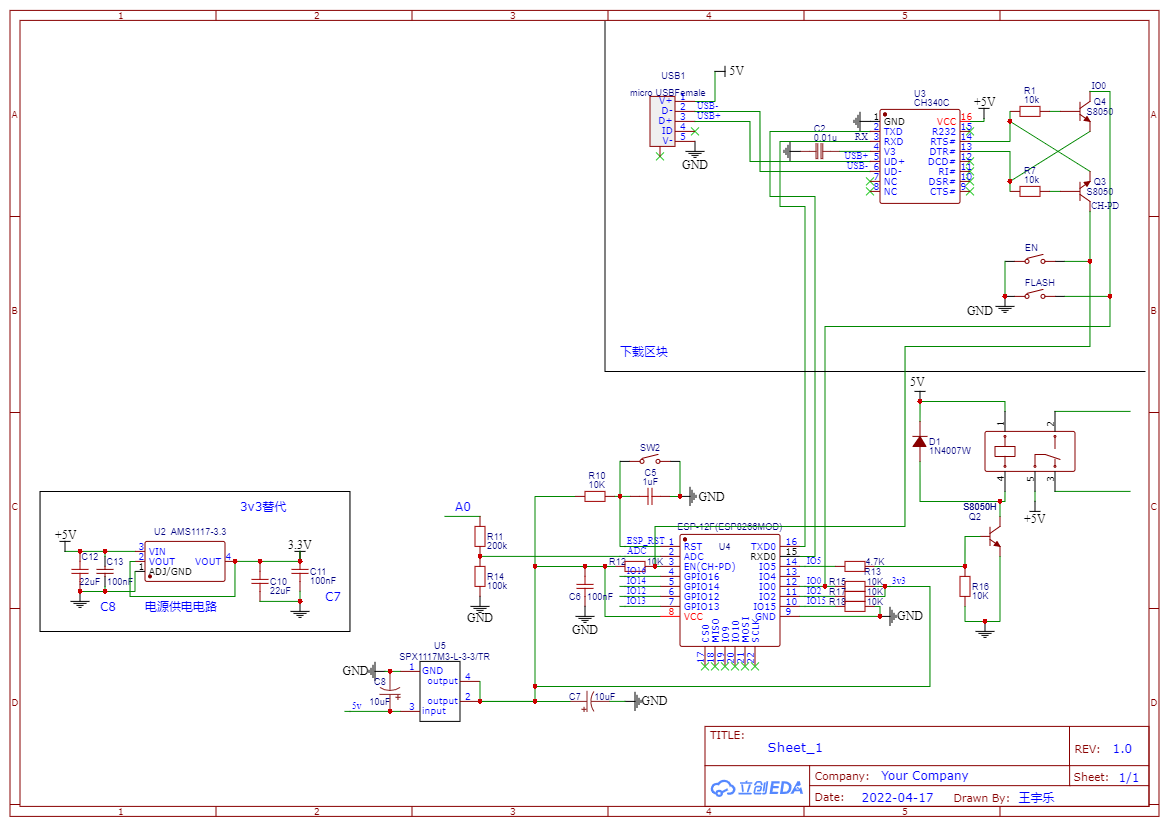 1 2 3 4 5
A
B
C
D
A
B
C
D
USB1
micro USBFemale
V+ 1
D- 2 USB-
D+ 3 USB+
ID 4
V- 5
5V
GND
U3
CH340C
1 GND
2 TXD
3 RXD
4 V3
5 UD+
6 UD-
7 NC
8 NC
VCC 16
R232 15
RTS# 14
DTR# 13
DCD# 12
RI# 11
DSR# 10
CTS# 9
C2
0.01u
RX
USB+
USB-
+5V
R1
10k
R7
10k
IO0
Q4
S8050
Q3
S8050
CH-PD
EN
FLASH
GND
下载区块
5V
D1
1N4007W
1
2
4
5
3
+5V
S8050H
Q2
R16
10K
SW2
C5
1uF
R10
10K
GND
A0
R11
200k
R14
100k
GND
ESP-12F(ESP8266MOD)
U4
ESP_RST 1 RST
ADC 2 ADC
R12 10K 3 EN(CH-PD)
IO16 4 GPIO16
IO14 5 GPIO14
IO12 6 GPIO12
IO13 7 GPIO13
8 VCC
TXD0 16
RXD0 15
IO5 14 IO5
IO4 13
IO0 12 IO0
IO2 11 IO2
IO15 10 IO15
GND 9
CS0
MISO
IO9
IO10
MOSI
SCLK
17
18
19
20
21
22
4.7K
R13
R15 10K
R17 10K
R18 10K
3v3
GND
C6 100nF
GND
3v3替代
+5V
U2 AMS1117-3.3
3 VIN
2 VOUT
1 ADJ/GND
VOUT 4
C12
22uF
C13
100nF
C8
电源供电电路
3.3V
C10
22uF
C11
100nF
C7
U5
SPX1117M3-L-3-3/TR
GND 1 GND
output 4
output 2
3 input
C8
10uF
5v
C7 10uF
GND
TITLE:
Sheet_1
REV: 1.0
立创EDA
Company: Your Company
Sheet: 1/1
Date: 2022-04-17 Drawn By: 王宇乐
1 2 3 4 5